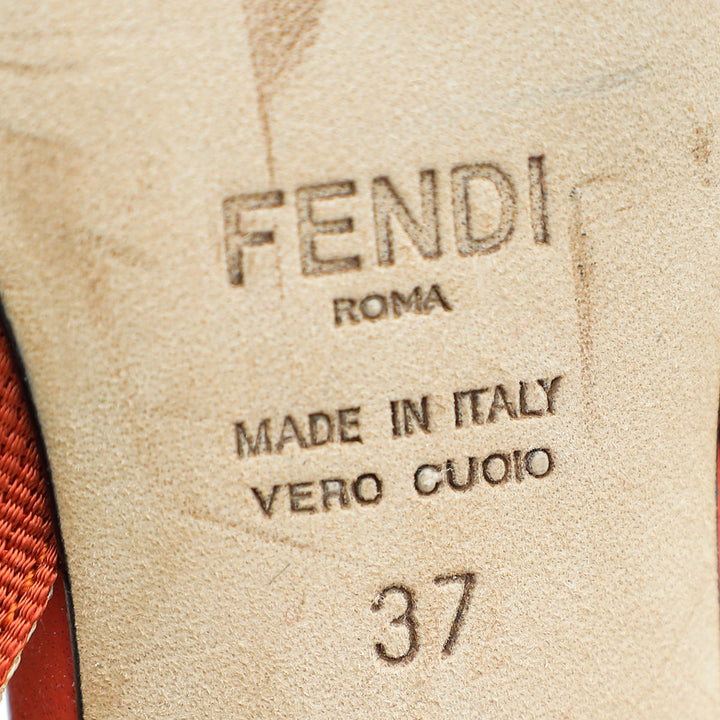 FENDI
ROMA
MADE IN ITALY
VERO CUOIO
37